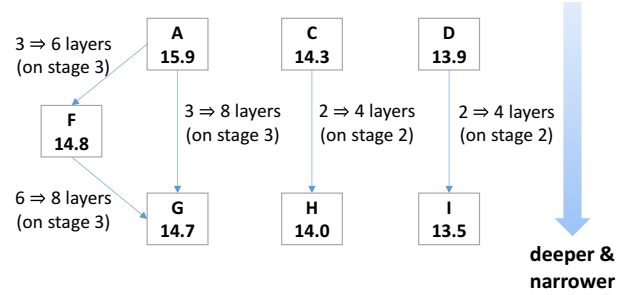 A
15.9
C
14.3
D
13.9
3 ⇒ 6 layers
(on stage 3)
F
14.8
3 ⇒ 8 layers
(on stage 3)
2 ⇒ 4 layers
(on stage 2)
2 ⇒ 4 layers
(on stage 2)
6 ⇒ 8 layers
(on stage 3)
G
14.7
H
14.0
I
13.5
deeper &
narrower